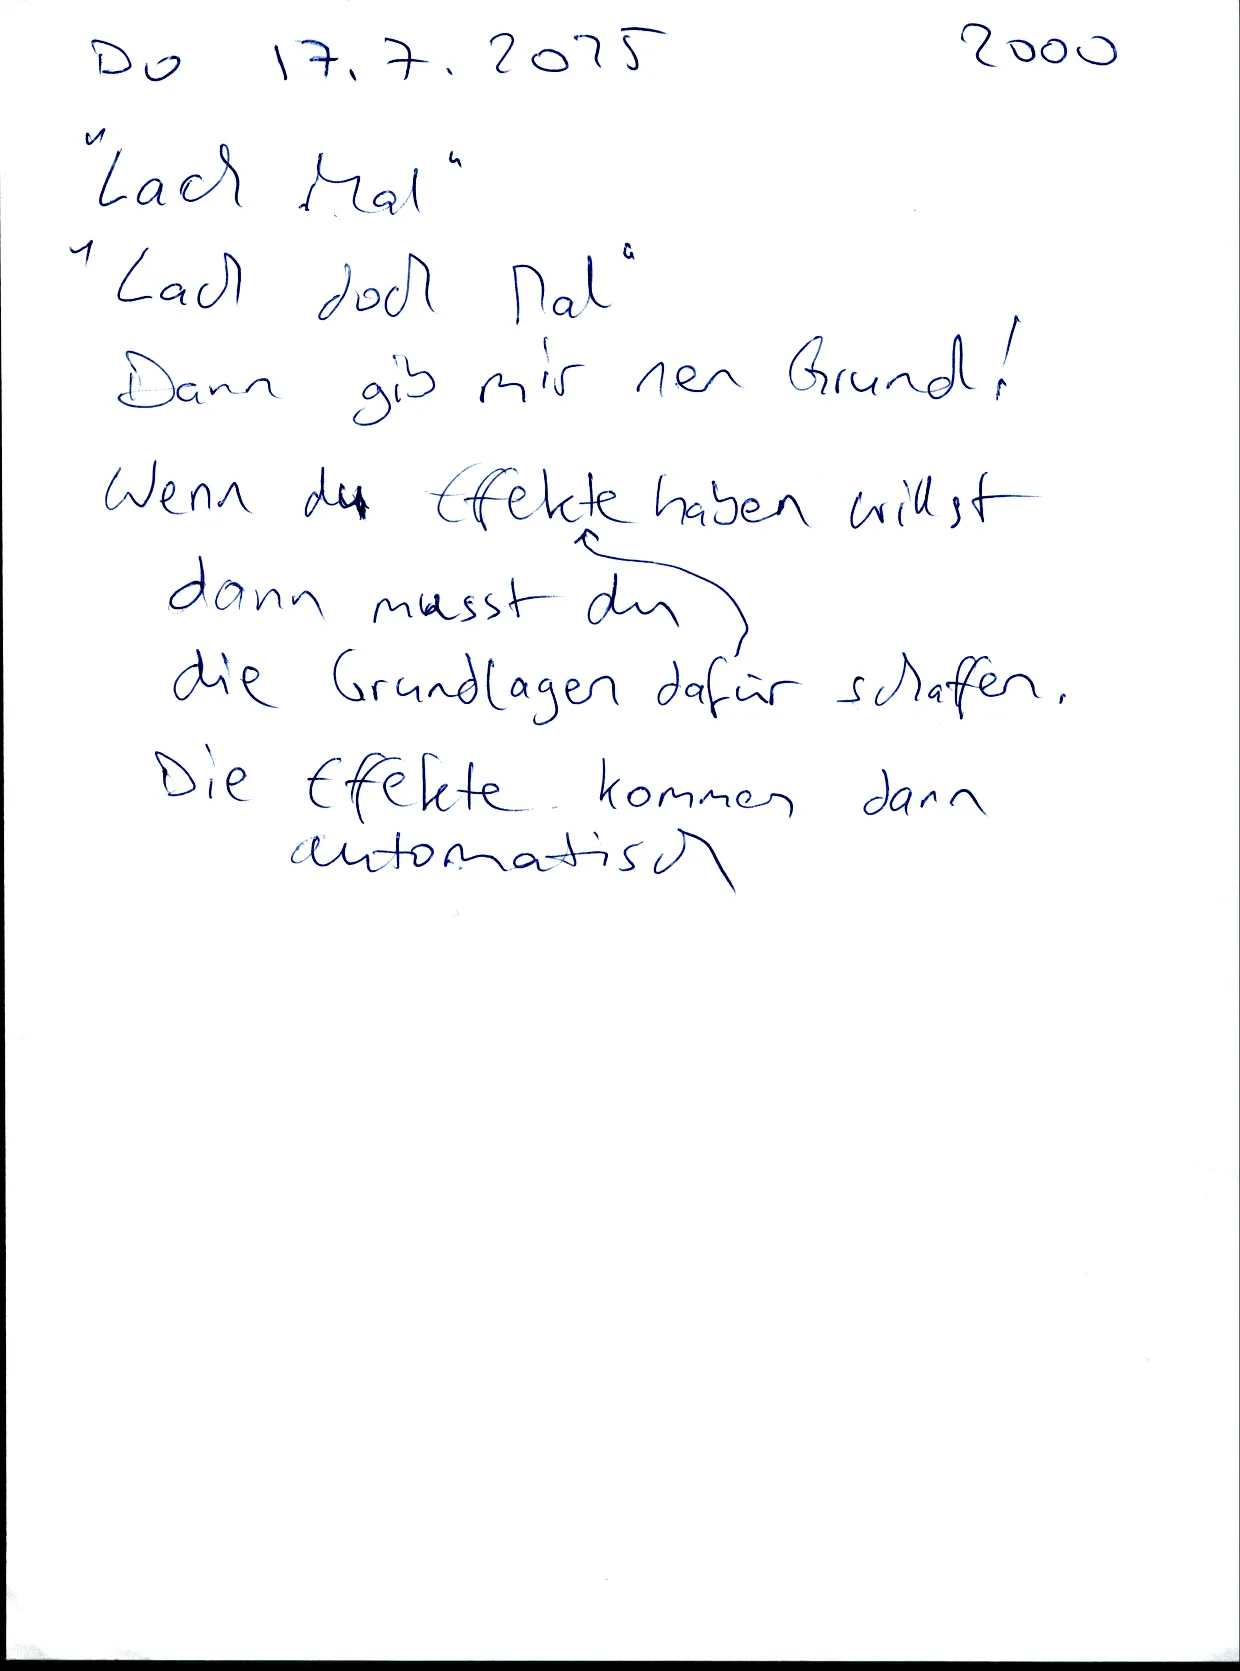 Do 17.7.2025 2000
"Lach Mal"
"Lach doch Mal"
Dann gib mir nen Grund!
Wenn du Effekte haben willst
dann musst du
die Grundlagen dafür schaffen.
Die Effekte kommen dann
automatisch